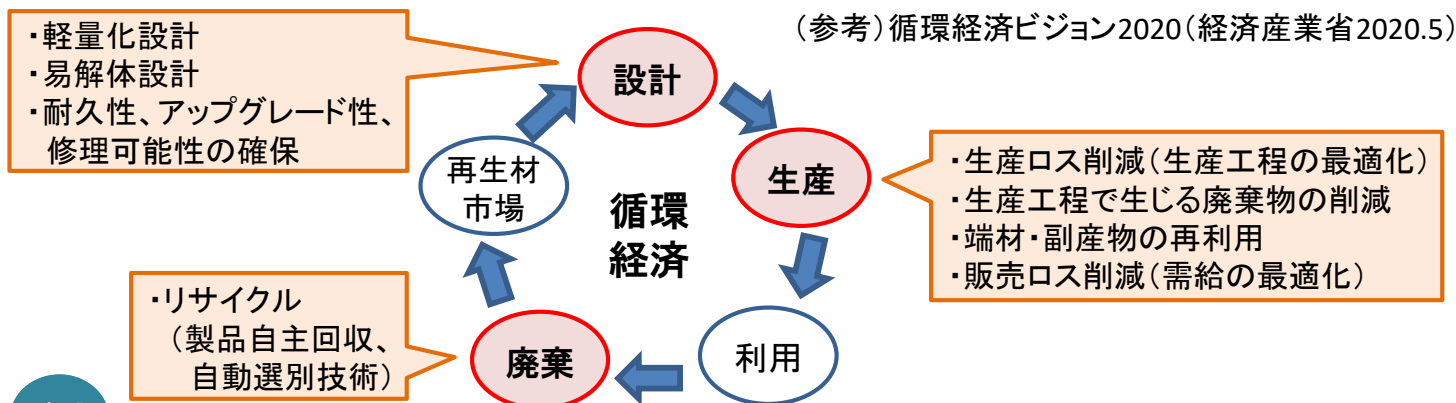 (参考)循環経済ビジョン2020(経済産業省2020.5)
・軽量化設計
・易解体設計
・耐久性、アップグレード性、
修理可能性の確保
設計
生産
・生産ロス削減(生産工程の最適化)
・生産工程で生じる廃棄物の削減
・端材・副産物の再利用
・販売ロス削減(需給の最適化)
再生材
市場
循環
経済
・リサイクル
(製品自主回収、
自動選別技術)
廃棄
利用